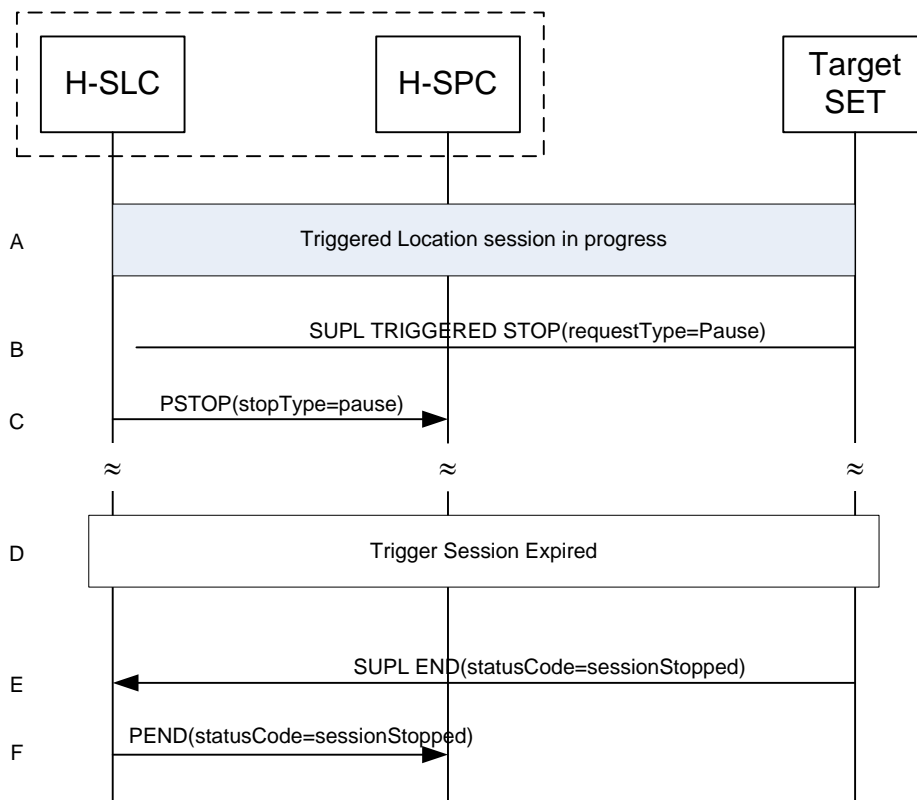 H-SLC
H-SPC
Target
SET
A
Triggered Location session in progress
B
SUPL TRIGGERED STOP(requestType=Pause)
C
PSTOP(stopType=pause)
≈ ≈ ≈
D
Trigger Session Expired
E
SUPL END(statusCode=sessionStopped)
F
PEND(statusCode=sessionStopped)